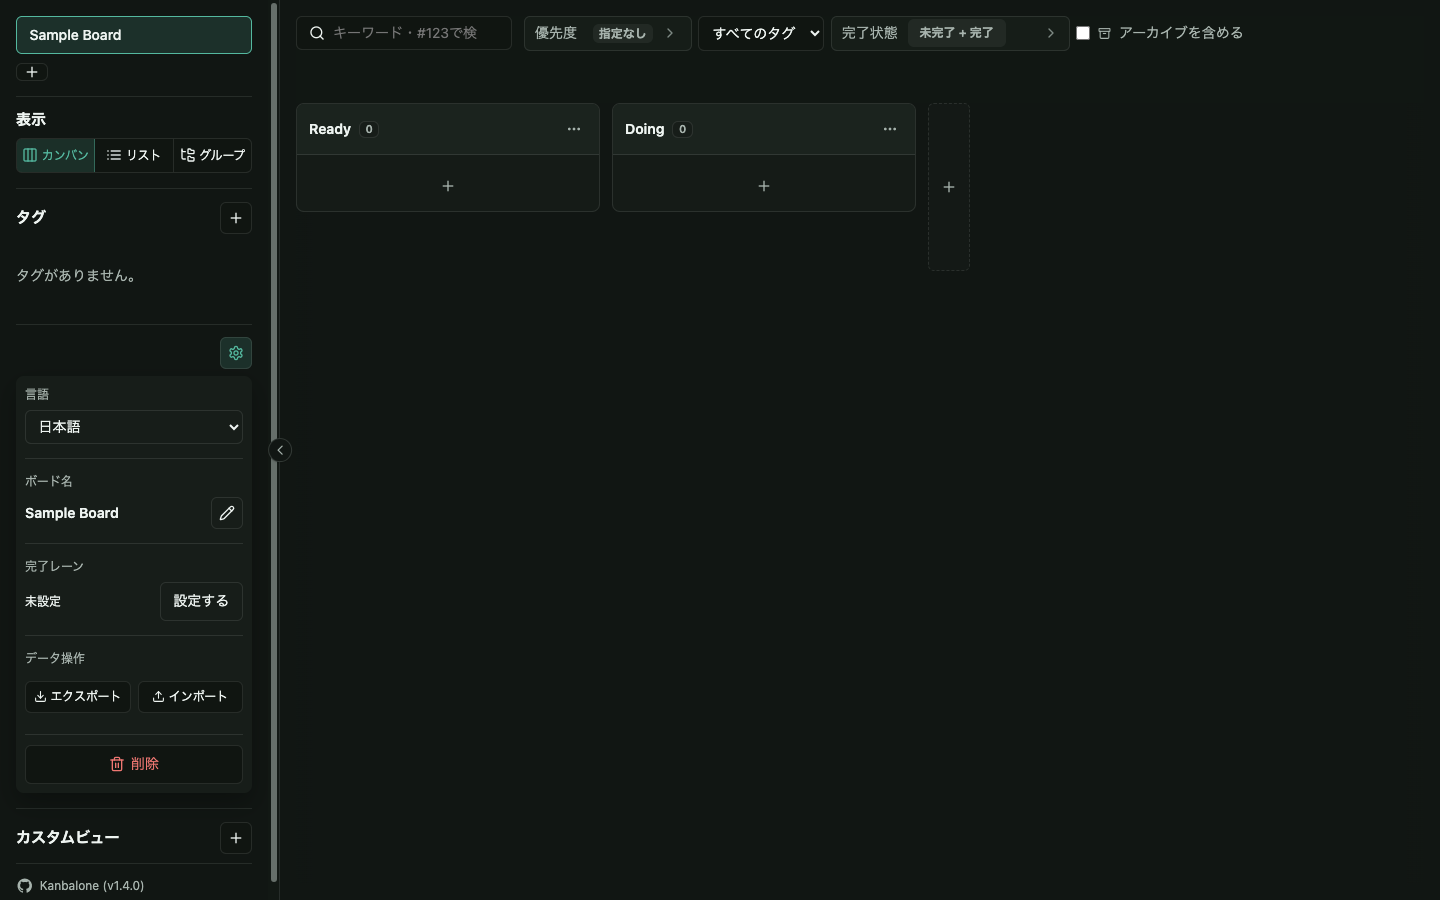 Sample Board
表示
カンバン リスト グループ
タグ
タグがありません。
言語
日本語
ボード名
Sample Board
完了レーン
未設定 設定する
データ操作
エクスポート インポート
削除
カスタムビュー
Kanbalone (v1.4.0)
キーワード・#123で検 優先度 指定なし すべてのタグ 完了状態 未完了 + 完了 アーカイブを含める
Ready 0 Doing 0